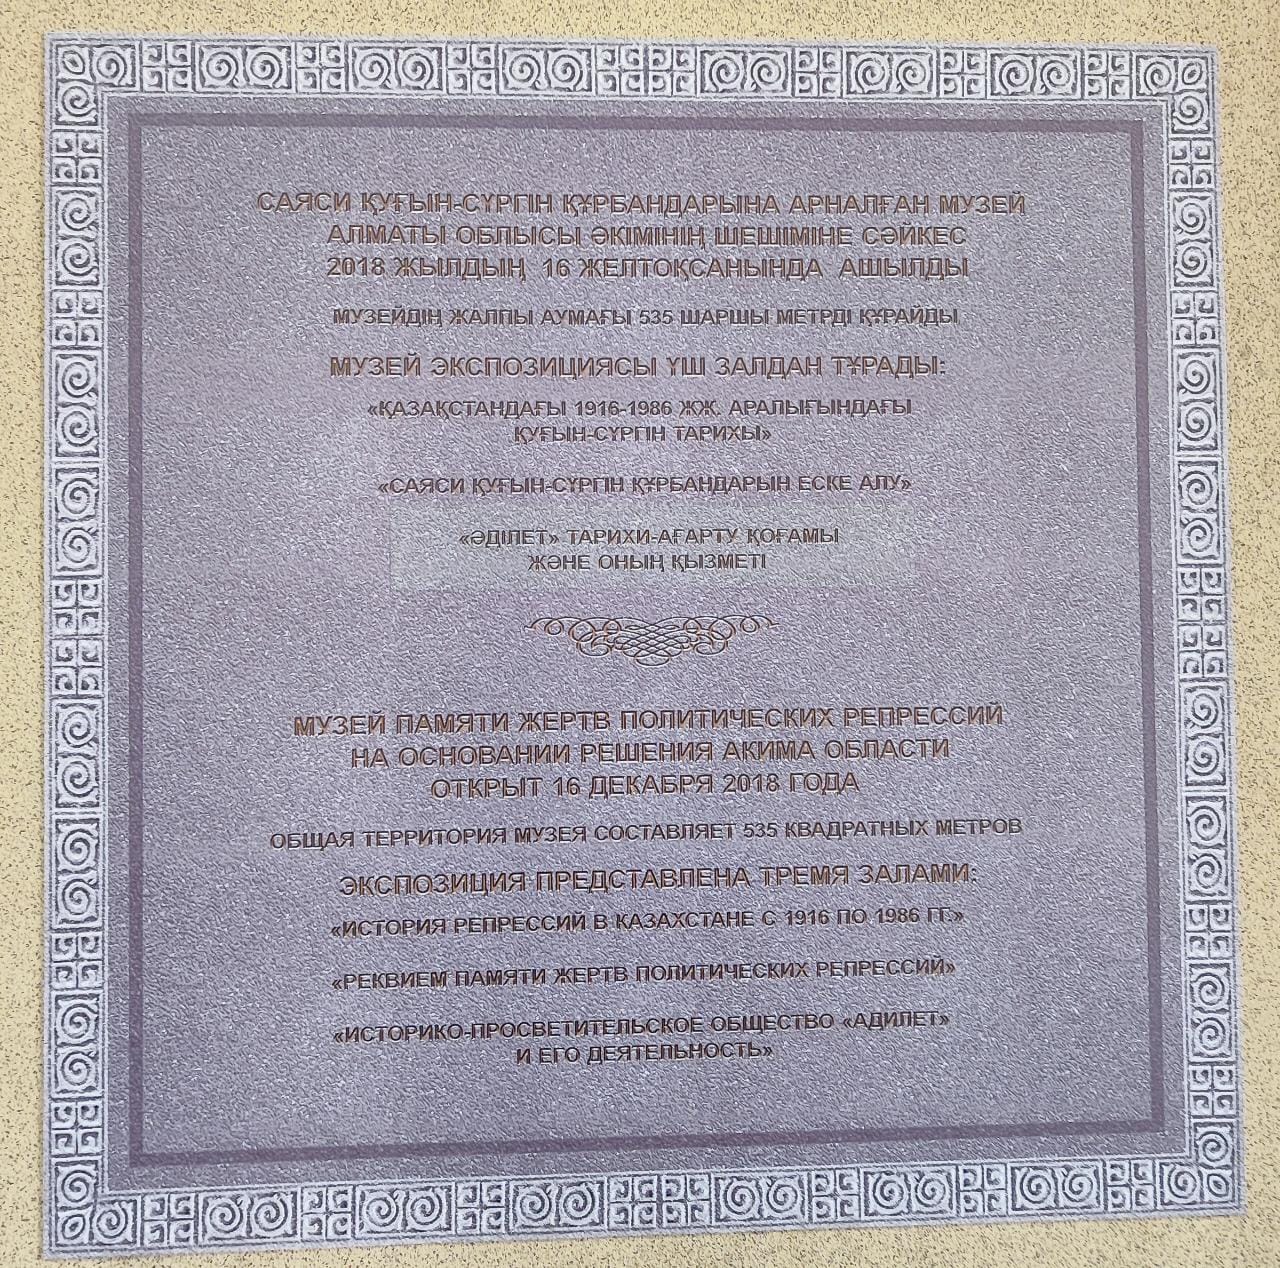 САЯСИ ҚУҒЫН-СҮРГІН ҚҰРБАНДАРЫНА АРНАЛҒАН МУЗЕЙ
АЛМАТЫ ОБЛЫСЫ ӘКІМІНІҢ ШЕШІМІНЕ СӘЙКЕС
2018 ЖЫЛДЫҢ 16 ЖЕЛТОҚСАНЫНДА АШЫЛДЫ
МУЗЕЙДІҢ ЖАЛПЫ АУМАҒЫ 535 ШАРШЫ МЕТРДІ ҚҰРАЙДЫ
МУЗЕЙ ЭКСПОЗИЦИЯСЫ ҮШ ЗАЛДАН ТҰРАДЫ:
«ҚАЗАҚСТАНДАҒЫ 1916-1986 ЖЖ. АРАЛЫҒЫНДАҒЫ
ҚУҒЫН-СҮРГІН ТАРИХЫ»
«САЯСИ ҚУҒЫН-СҮРГІН ҚҰРБАНДАРЫН ЕСКЕ АЛУ»
«ӘДІЛЕТ» ТАРИХИ-АҒАРТУ ҚОҒАМЫ
ЖӘНЕ ОНЫҢ ҚЫЗМЕТІ
МУЗЕЙ ПАМЯТИ ЖЕРТВ ПОЛИТИЧЕСКИХ РЕПРЕССИЙ
НА ОСНОВАНИИ РЕШЕНИЯ АКИМА ОБЛАСТИ
ОТКРЫТ 16 ДЕКАБРЯ 2018 ГОДА
ОБЩАЯ ТЕРРИТОРИЯ МУЗЕЯ СОСТАВЛЯЕТ 535 КВАДРАТНЫХ МЕТРОВ
ЭКСПОЗИЦИЯ ПРЕДСТАВЛЕНА ТРЕМЯ ЗАЛАМИ:
«ИСТОРИЯ РЕПРЕССИЙ В КАЗАХСТАНЕ С 1916 ПО 1986 ГГ.»
«РЕКВИЕМ ПАМЯТИ ЖЕРТВ ПОЛИТИЧЕСКИХ РЕПРЕССИЙ»
«ИСТОРИКО-ПРОСВЕТИТЕЛЬСКОЕ ОБЩЕСТВО «АДИЛЕТ»
И ЕГО ДЕЯТЕЛЬНОСТЬ»